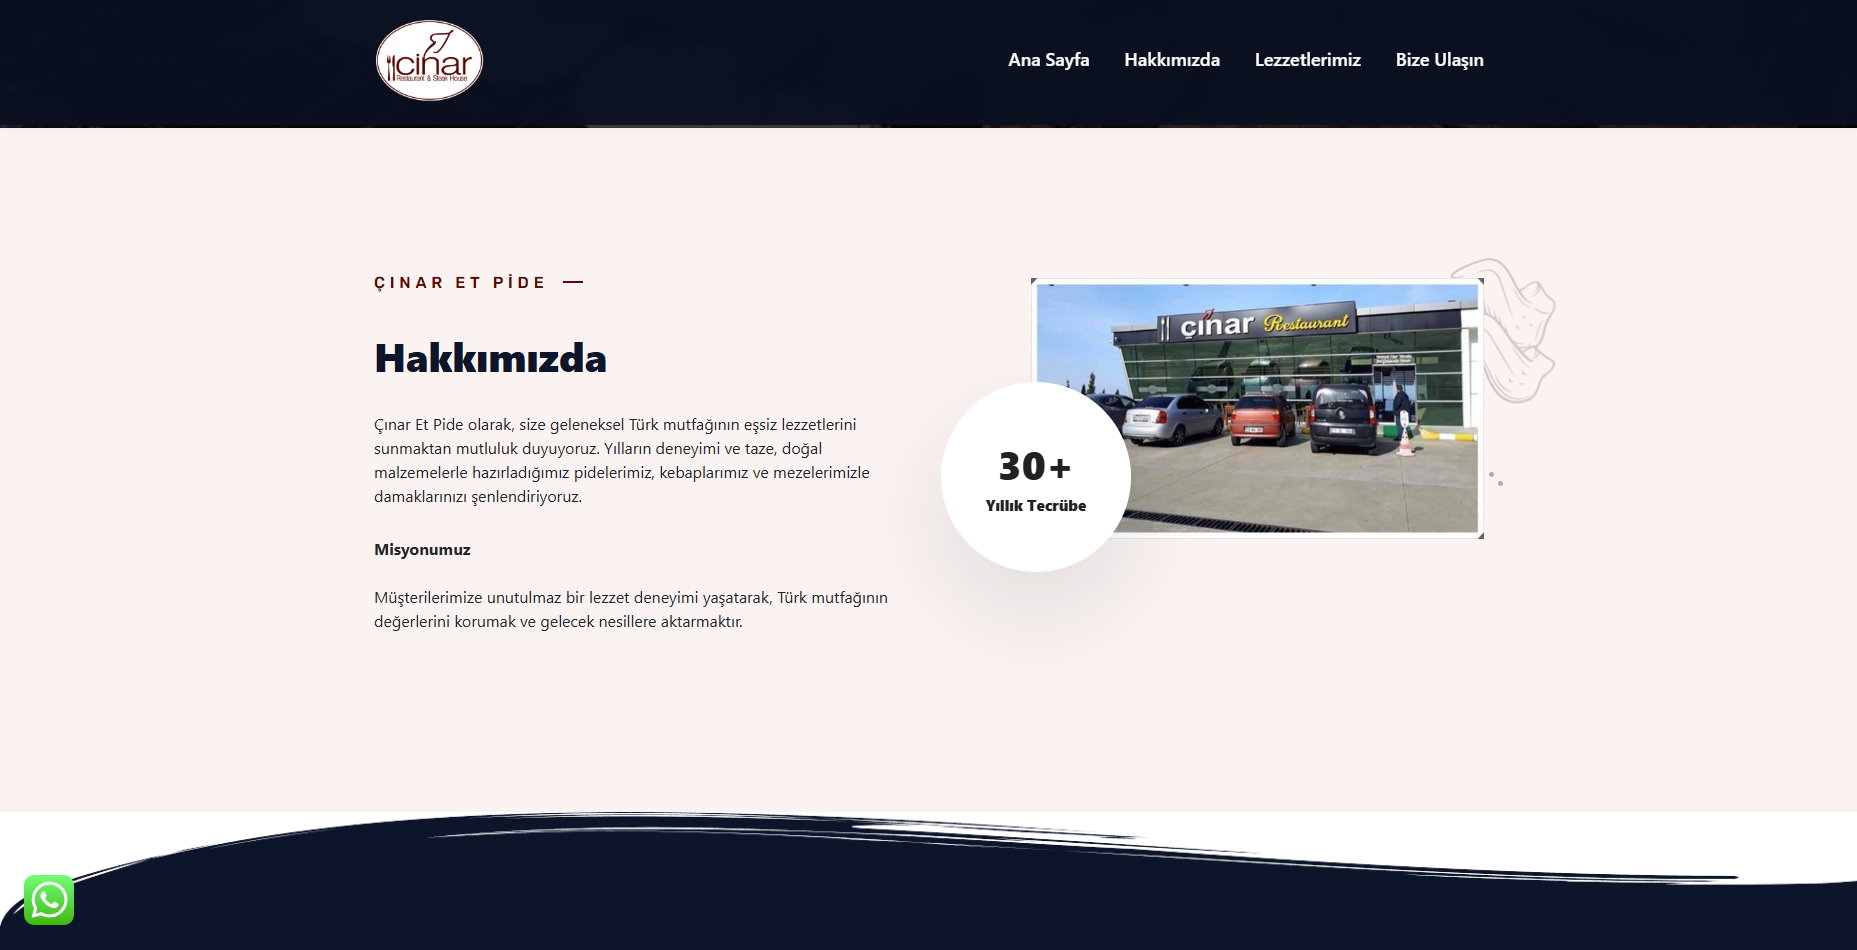 cinar
Restaurant & Steak House
Ana Sayfa
Hakkımızda
Lezzetlerimiz
Bize Ulaşın
ÇINAR ET PİDE
Hakkımızda
Çınar Et Pide olarak, size geleneksel Türk mutfağının eşsiz lezzetlerini
sunmaktan mutluluk duyuyoruz. Yılların deneyimi ve taze, doğal
malzemelerle hazırladığımız pidelerimiz, kebaplarımız ve mezelerimizle
damaklarınızı şenlendiriyoruz.
Misyonumuz
Müşterilerimize unutulmaz bir lezzet deneyimi yaşatarak, Türk mutfağının
değerlerini korumak ve gelecek nesillere aktarmaktır.
çınar Restaurant
30+
Yıllık Tecrübe